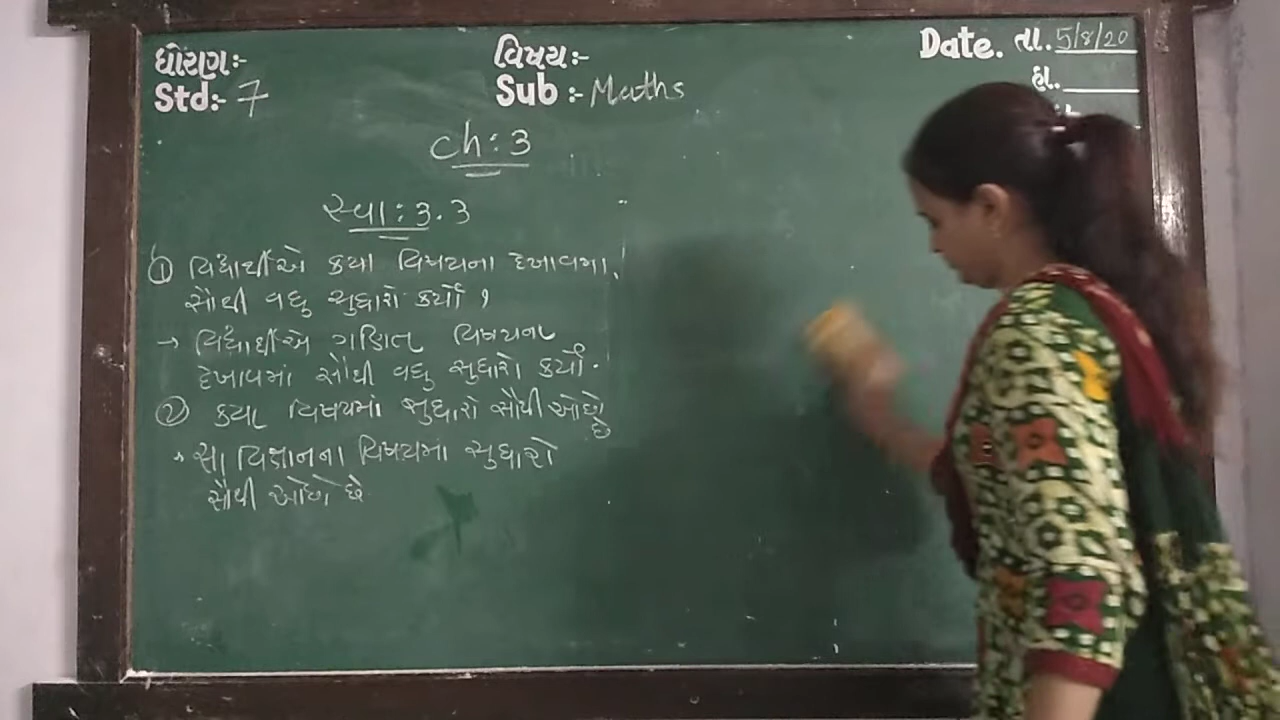 ધોરણ:-
Std:- 7
વિષય:-
Sub :- Maths
Date. તા. 5/8/20
હા.
ch: 3
સ્વા: 3.3
① વિદ્યાર્થીએ કયા વિષયના દેખાવમાં
સૌથી વધુ સુધારો કર્યો ?
→ વિદ્યાર્થીએ ગણિત વિષયના
દેખાવમાં સૌથી વધુ સુધારો કર્યો.
② કયા વિષયમાં સુધારો સૌથી ઓછો
છે
સા વિજ્ઞાનના વિષયમાં સુધારો
સૌથી ઓછો છે